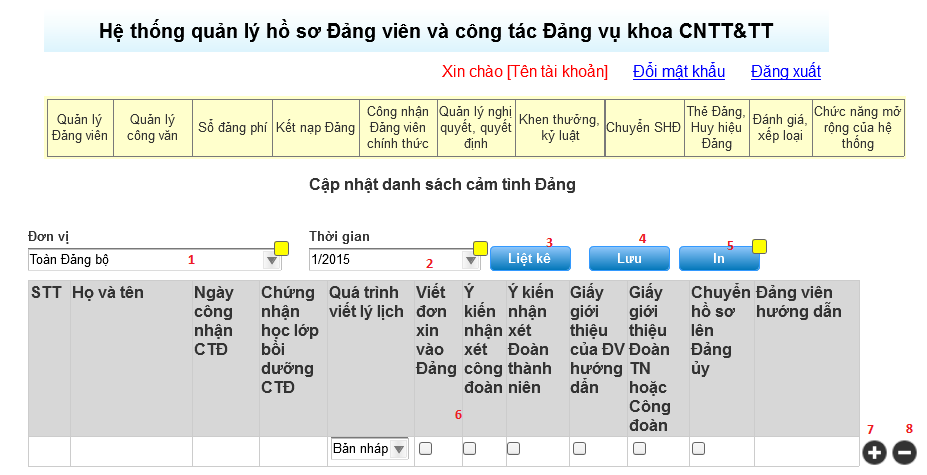 Hệ thống quản lý hồ sơ Đảng viên và công tác Đảng vụ khoa CNTT&TT
Xin chào [Tên tài khoản] Đổi mật khẩu Đăng xuất
Quản lý
Đảng viên
Quản lý
công văn
Sổ đảng phí
Kết nạp Đảng
Công nhận
Đảng viên
chính thức
Quản lý nghị
quyết, quyết
định
Khen thưởng,
kỷ luật
Chuyển SHĐ
Thẻ Đảng,
Huy hiệu
Đảng
Đánh giá,
xếp loại
Chức năng mở
rộng của hệ
thống
Cập nhật danh sách cảm tình Đảng
Đơn vị
Toàn Đảng bộ
1
Thời gian
1/2015
2
3
Liệt kê
4
Lưu
5
In
STT
Họ và tên
Ngày
công
nhận
CTĐ
Chứng
nhận
học lớp
bồi
dưỡng
CTĐ
Quá trình
viết lý lịch
Viết
đơn
xin
vào
Đảng
Ý
kiến
nhận
xét
công
đoàn
Ý kiến
nhận
xét
Đoàn
thành
niên
Giấy
giới
thiệu
của ĐV
hướng
dẫn
Giấy
giới
thiệu
Đoàn
TN
hoặc
Công
đoàn
Chuyển
hồ sơ
lên
Đảng
ủy
Đảng viên
hướng dẫn
6
Bản nháp
7
8